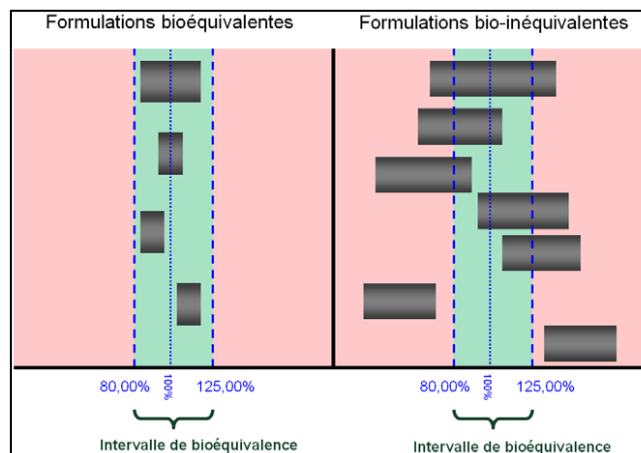 Formulations bioéquivalentes
Formulations bio-inéquivalentes
80,00%
100%
125,00%
80,00%
100%
125,00%
Intervalle de bioéquivalence
Intervalle de bioéquivalence